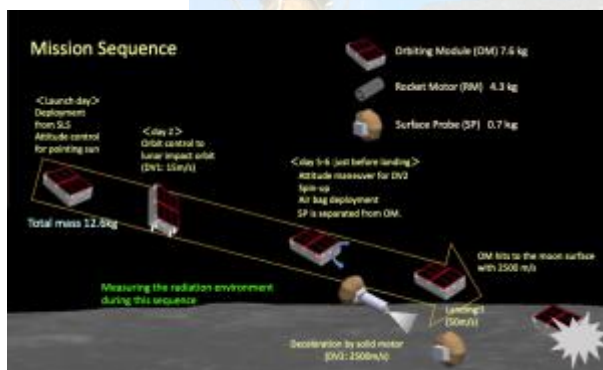 Mission Sequence
Orbiting Module (OM) 7.6 kg
Rocket Motor (RM) 4.3 kg
Surface Probe (SP) 0.7 kg
<Launch day>
Deployment
from SLS
Attitude control
for pointing sun
<day 2>
Orbit control to
lunar impact orbit
(DV1: 15m/s)
<day 5-6 just before landing>
Attitude maneuver for DV2
Spin-up
Air bag deployment
SP is separated from OM.
Total mass 12.6kg
OM hits to the moon surface
with 2500 m/s
Measuring the radiation environment
during this sequence
(50m/s)
Deceleration by solid motor
(DV2: 2500m/s)